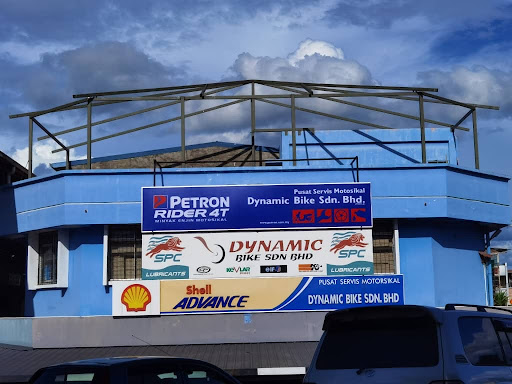 PETRON
RIDER 4T
MINYAK ENJIN MOTOSIKAL
Pusat Servis Motosikal
Dynamic Bike Sdn. Bhd.
SPC
LUBRICANTS
DYNAMIC
BIKE SDN BHD
SPC
LUBRICANTS
Shell
ADVANCE
PUSAT SERVIS MOTORSIKAL
DYNAMIC BIKE SDN. BHD.